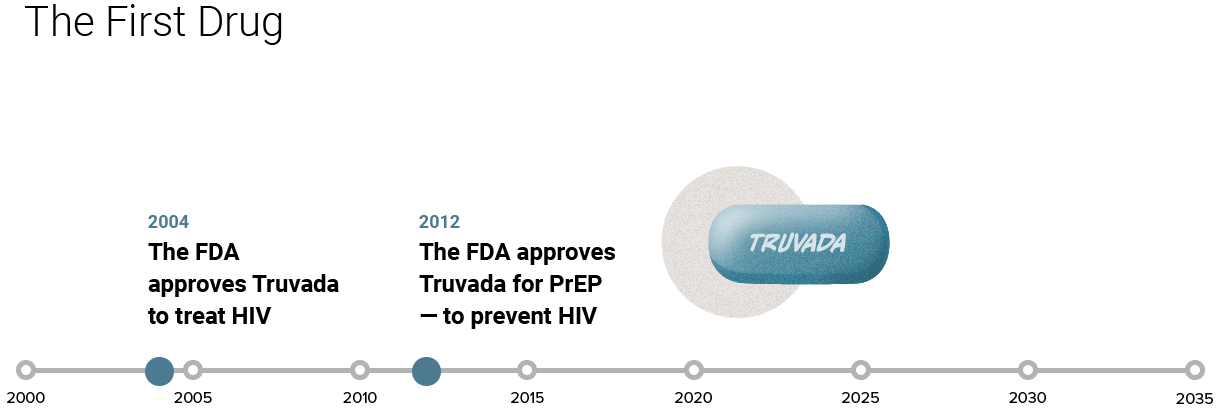 The First Drug
2004
The FDA
approves Truvada
to treat HIV
2012
The FDA approves
Truvada for PrEP
— to prevent HIV
TRUVADA
2000 2005 2010 2015 2020 2025 2030 2035